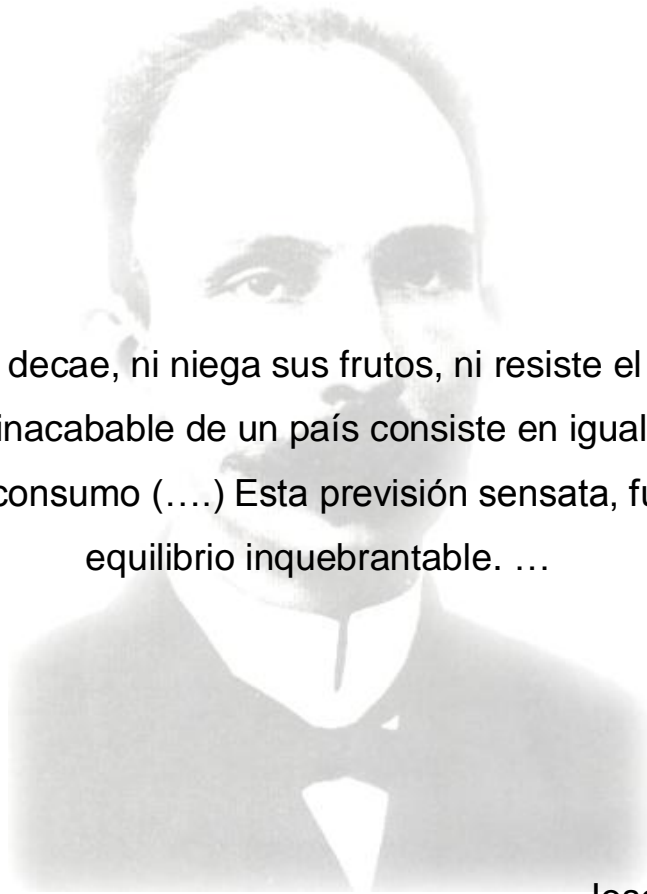 decae, ni niega sus frutos, ni resiste el
inacabable de un país consiste en igual
consumo (….) Esta previsión sensata, fu
equilibrio inquebrantable. …